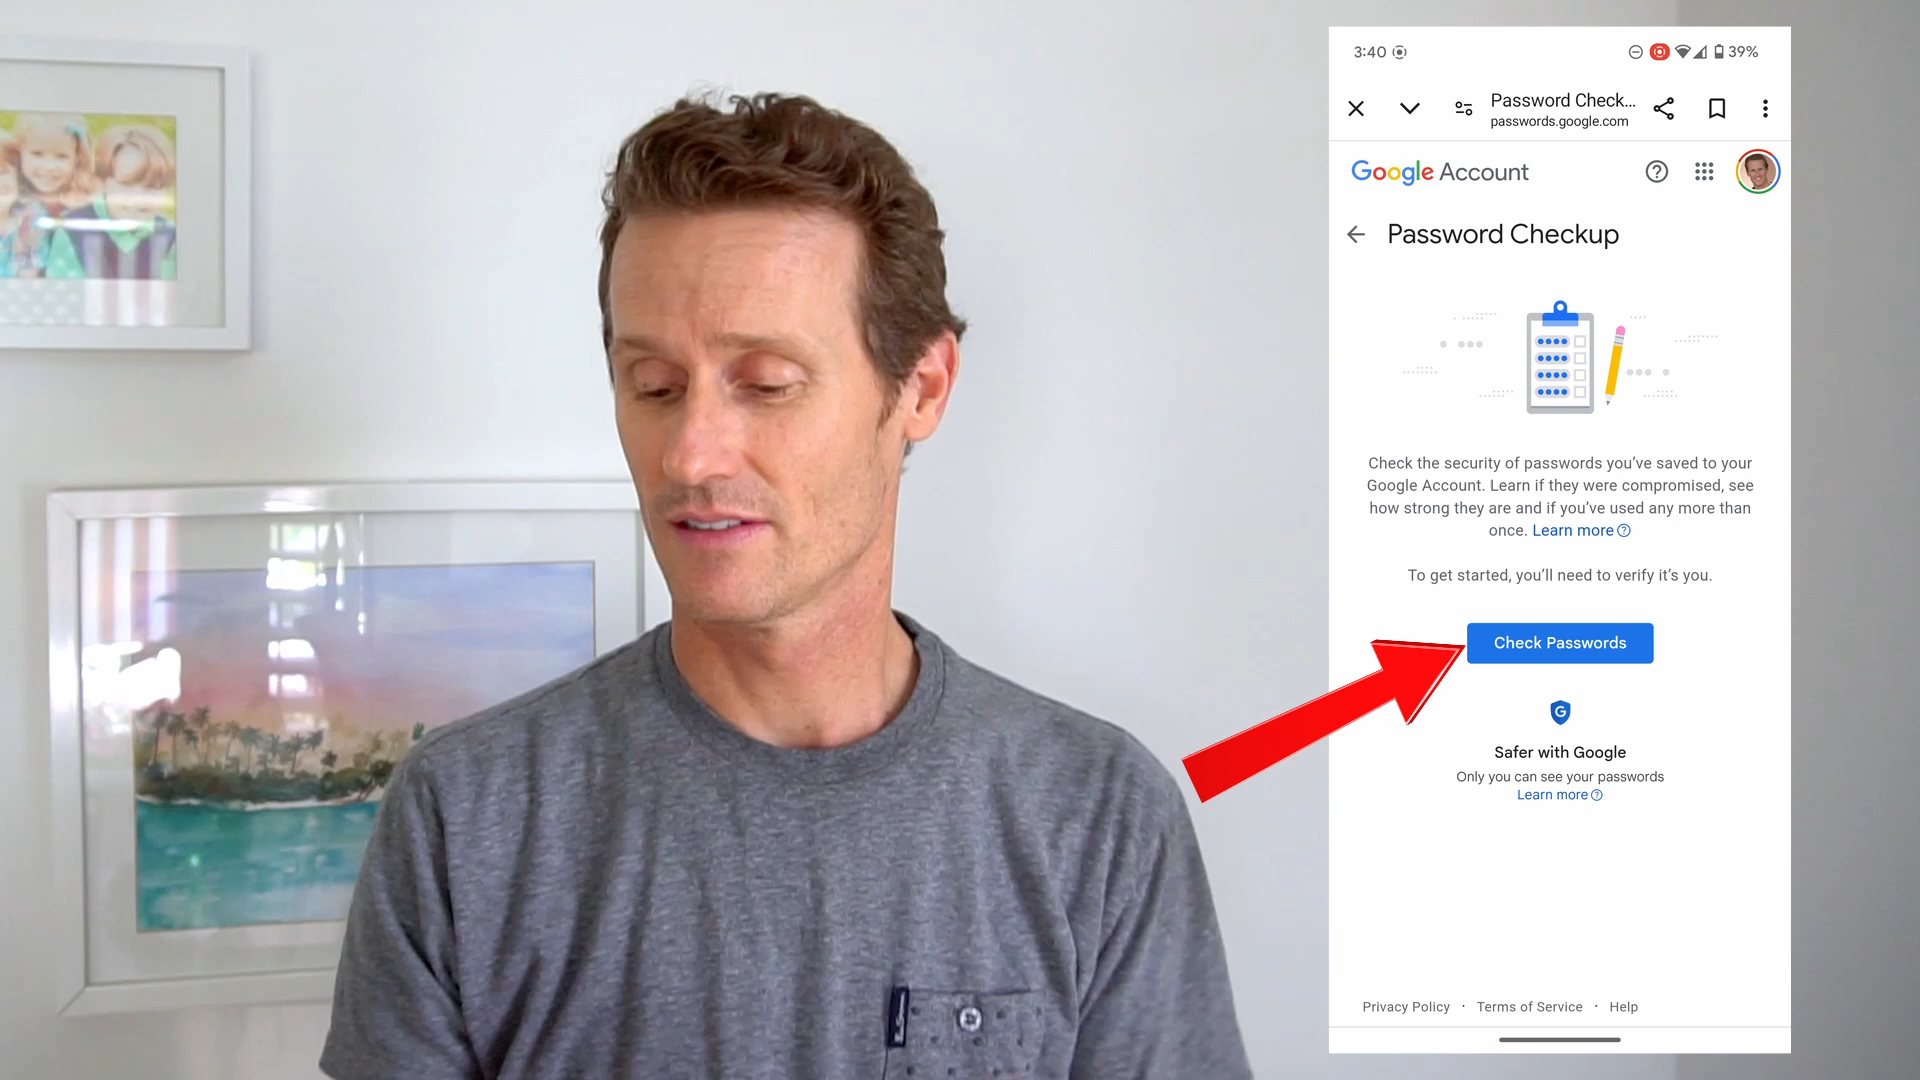 3:40
39%
Password Check...
passwords.google.com
Google Account
Password Checkup
Check the security of passwords you’ve saved to your
Google Account. Learn if they were compromised, see
how strong they are and if you’ve used any more than
once. Learn more
To get started, you’ll need to verify it’s you.
Check Passwords
G
Safer with Google
Only you can see your passwords
Learn more
Privacy Policy · Terms of Service · Help